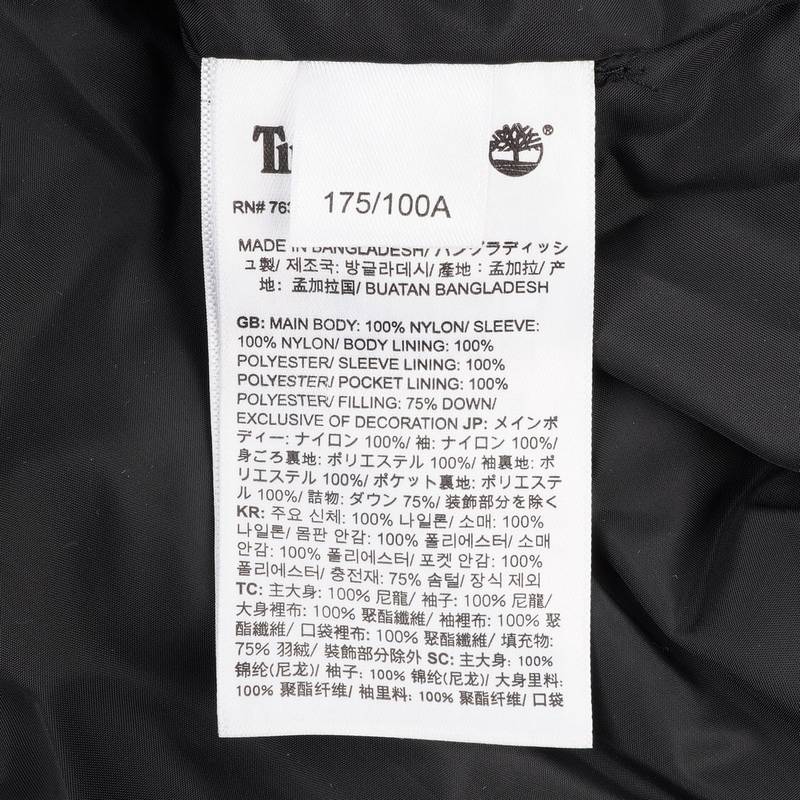 ®
RN# 763
175/100A
MADE IN BANGLADESH/ バングラディッシ
ュ製/ 제조국: 방글라데시/ 產地：孟加拉/ 产
地：孟加拉国/ BUATAN BANGLADESH
GB: MAIN BODY: 100% NYLON/ SLEEVE:
100% NYLON/ BODY LINING: 100%
POLYESTER/ SLEEVE LINING: 100%
POLYESTER/ POCKET LINING: 100%
POLYESTER/ FILLING: 75% DOWN/
EXCLUSIVE OF DECORATION JP: メインボ
ディー: ナイロン 100%/ 袖: ナイロン 100%/
身ごろ裏地: ポリエステル 100%/ 袖裏地: ポ
リエステル 100%/ ポケット裏地: ポリエステ
ル 100%/ 詰物: ダウン 75%/ 装飾部分を除く
KR: 주요 신체: 100% 나일론/ 소매: 100%
나일론/ 몸판 안감: 100% 폴리에스터/ 소매
안감: 100% 폴리에스터/ 포켓 안감: 100%
폴리에스터/ 충전재: 75% 솜털/ 장식 제외
TC: 主大身: 100% 尼龍/ 袖子: 100% 尼龍/
大身裡布: 100% 聚酯纖維/ 袖裡布: 100% 聚
酯纖維/ 口袋裡布: 100% 聚酯纖維/ 填充物:
75% 羽絨/ 裝飾部分除外 SC: 主大身: 100%
锦纶(尼龙)/ 袖子: 100% 锦纶(尼龙)/ 大身里料:
100% 聚酯纤维/ 袖里料: 100% 聚酯纤维/ 口袋